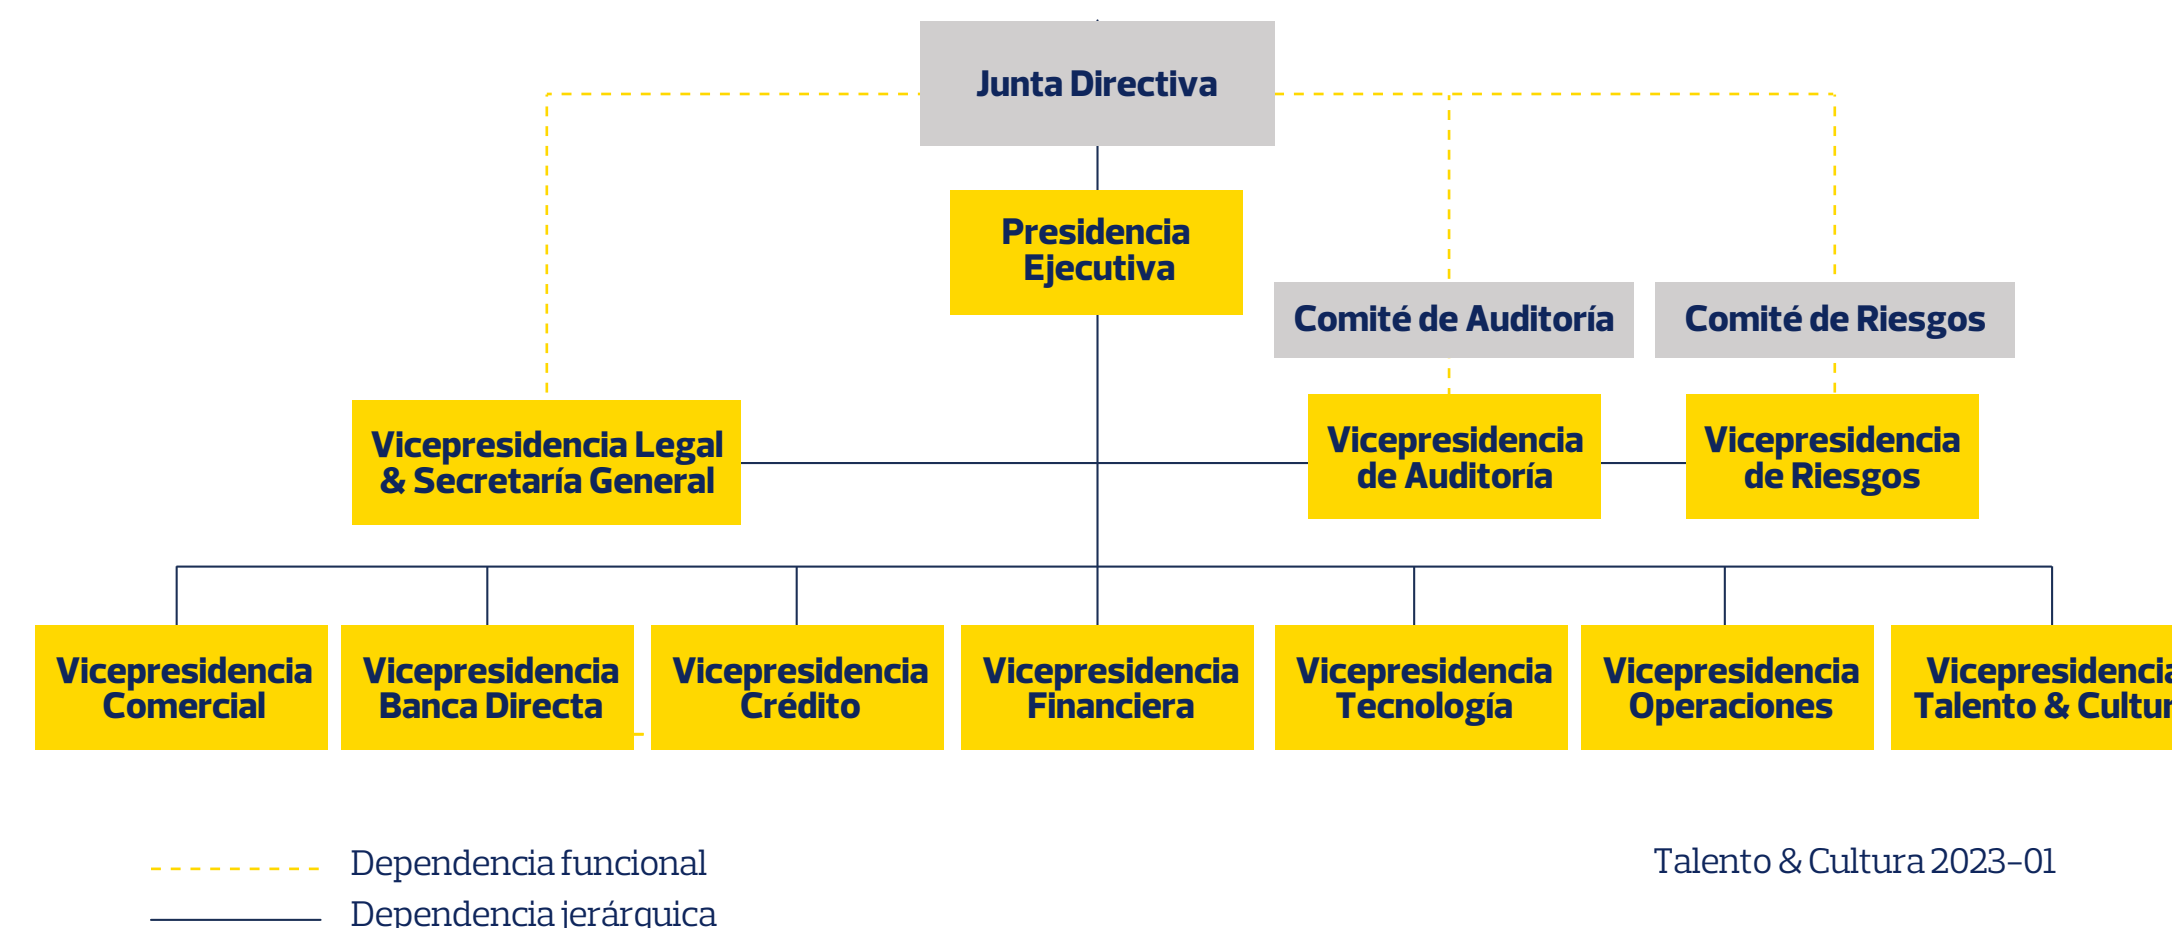 Junta Directiva
Presidencia
Ejecutiva
Comité de Auditoría
Comité de Riesgos
Vicepresidencia Legal
& Secretaría General
Vicepresidencia
de Auditoría
Vicepresidencia
de Riesgos
Vicepresidencia
Comercial
Vicepresidencia
Banca Directa
Vicepresidencia
Crédito
Vicepresidencia
Financiera
Vicepresidencia
Tecnología
Vicepresidencia
Operaciones
Vicepresidencia
Talento & Cultur
Dependencia funcional
Dependencia jerárquica
Talento & Cultura 2023-01